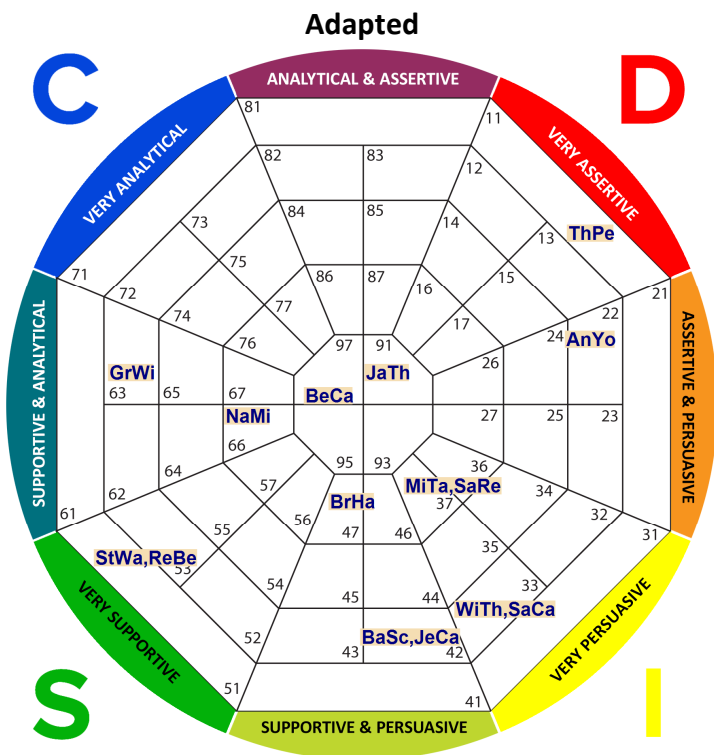 Adapted
C
D
ANALYTICAL & ASSERTIVE
VERY ANALYTICAL
VERY ASSERTIVE
81
11
82
83
12
73
84
85
14
13
ThPe
75
15
71
72
86
87
16
21
77
17
22
74
76
97
91
24
AnYo
26
SUPPORTIVE & ANALYTICAL
ASSERTIVE & PERSUASIVE
GrWi
JaTh
63
65
67
BeCa
NaMi
27
25
23
66
64
95
93
36
57
MiTa,SaRe
34
62
BrHa
37
61
56
32
55
47
46
31
35
StWa,ReBe
53
33
54
45
44
WiTh,SaCa
52
BaSc,JeCa
43
42
VERY SUPPORTIVE
VERY PERSUASIVE
51
41
S
I
SUPPORTIVE & PERSUASIVE